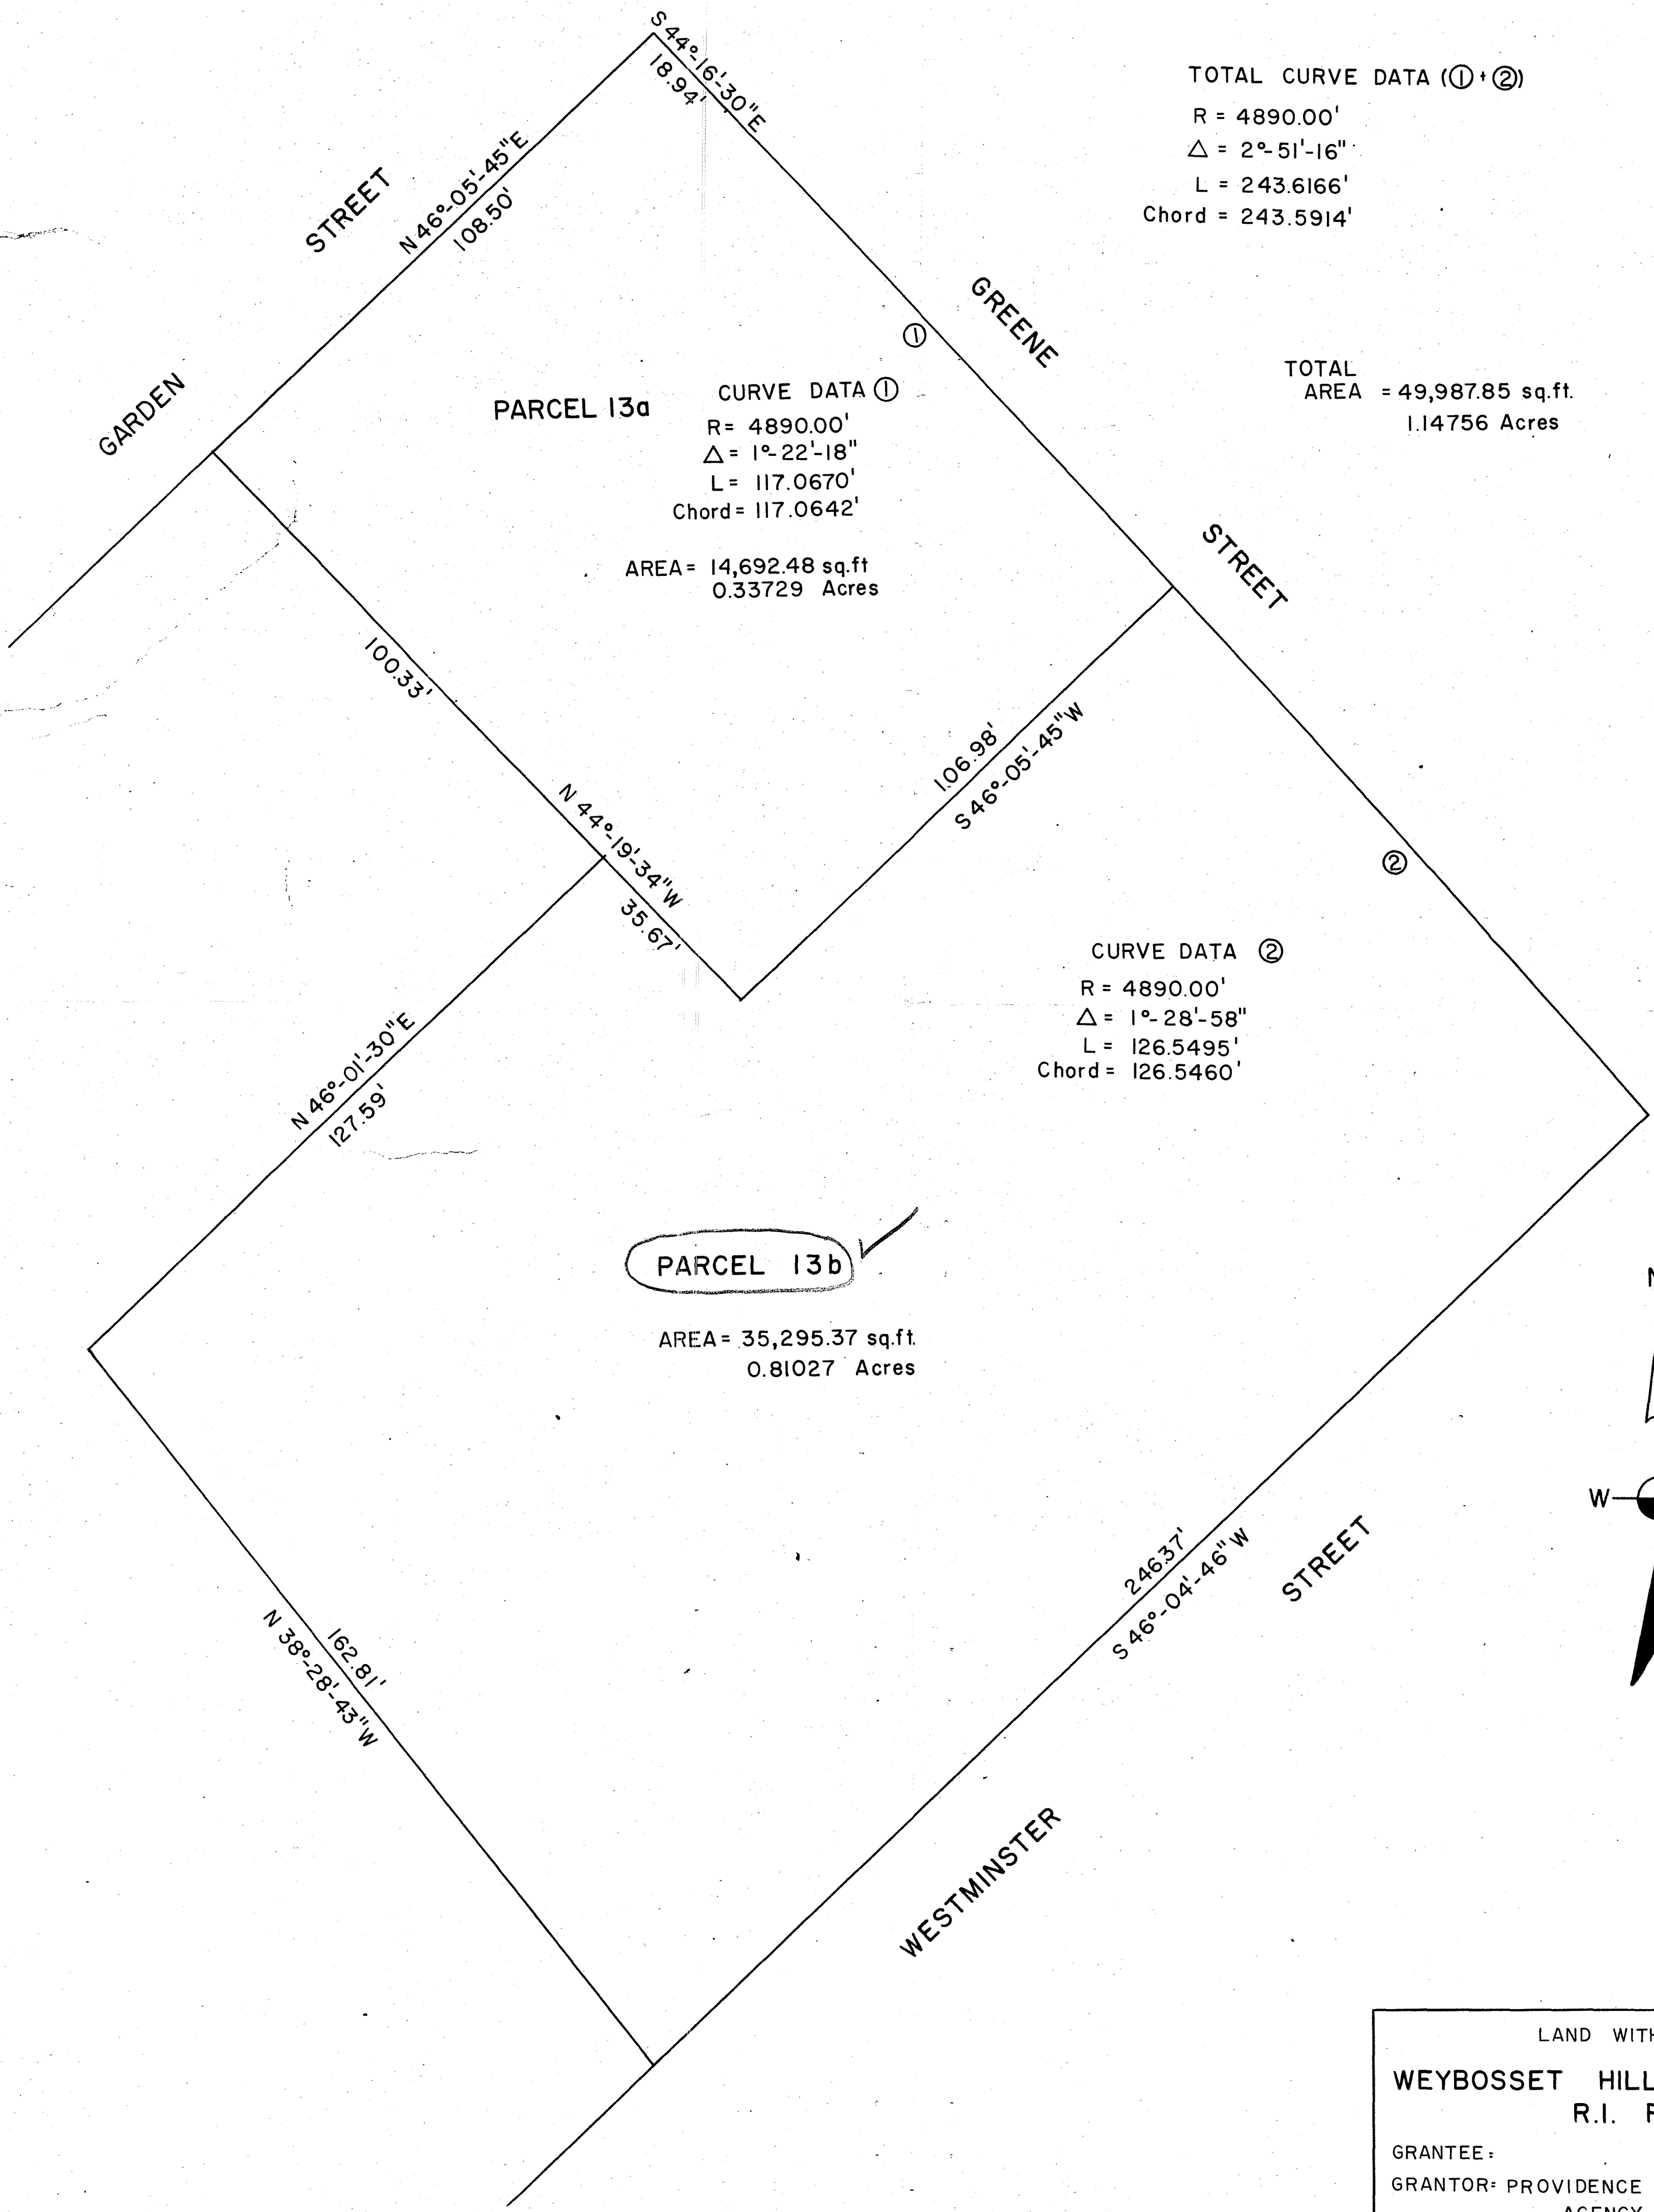 S 44°-16'-30"E
18.94'
TOTAL CURVE DATA (① + ②)
R = 4890.00'
△ = 2°-51'-16"
L = 243.6166'
Chord = 243.5914'
N 46°-05'-45"E
108.50'
GARDEN STREET
GREENE STREET
①
TOTAL
AREA = 49,987.85 sq.ft.
1.14756 Acres
PARCEL 13a
CURVE DATA ①
R = 4890.00'
△ = 1°-22'-18"
L = 117.0670'
Chord = 117.0642'
AREA = 14,692.48 sq.ft
0.33729 Acres
100.33'
N 44°-19'-34"W
35.67'
106.98'
S 46°-05'-45"W
②
CURVE DATA ②
R = 4890.00'
△ = 1°-28'-58"
L = 126.5495'
Chord = 126.5460'
N 46°-01'-30"E
127.59'
PARCEL 13b
AREA = 35,295.37 sq.ft.
0.81027 Acres
W
162.81'
N 38°-28'-43"W
246.37'
S 46°-04'-46"W
WESTMINSTER STREET
LAND WITH
WEYBOSSET HILL
R.I.
GRANTEE:
GRANTOR: PROVIDENCE
AGENCY